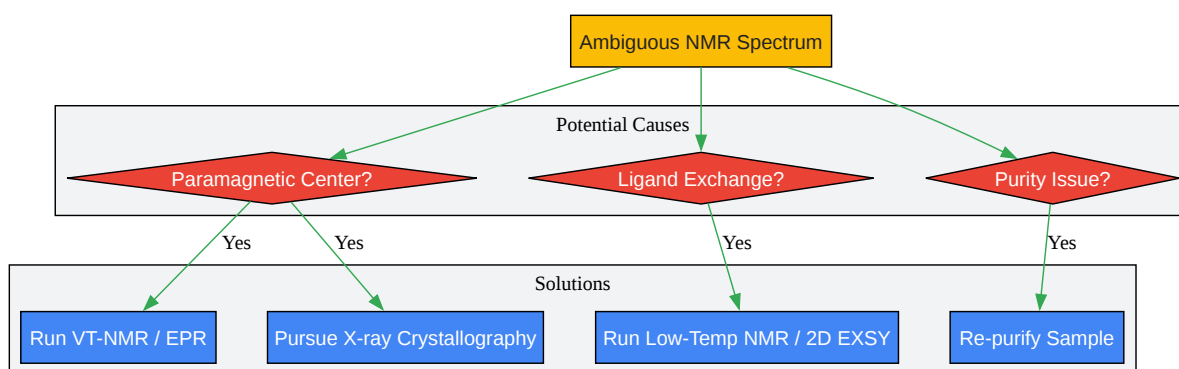 Ambiguous NMR Spectrum
Potential Causes
Paramagnetic Center?
Ligand Exchange?
Purity Issue?
Yes
Yes
Yes
Yes
Solutions
Run VT-NMR / EPR
Pursue X-ray Crystallography
Run Low-Temp NMR / 2D EXSY
Re-purify Sample